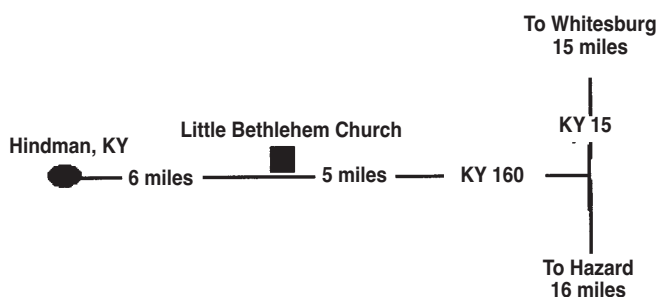 To Whitesburg
15 miles
KY 15
Little Bethlehem Church
Hindman, KY
6 miles
5 miles
KY 160
To Hazard
16 miles